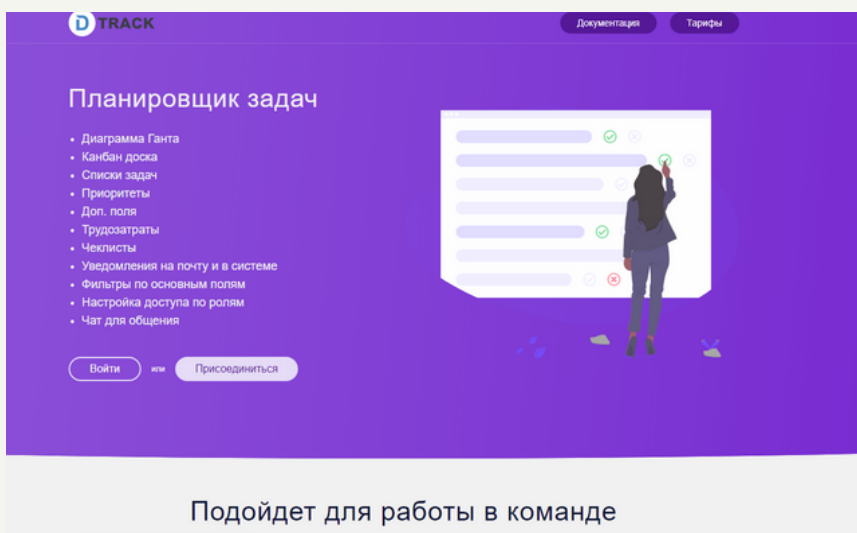 D TRACK
Документация
Тарифы
Планировщик задач
• Диаграмма Ганта
• Канбан доска
• Списки задач
• Приоритеты
• Доп. поля
• Трудозатраты
• Чеклисты
• Уведомления на почту и в системе
• Фильтры по основным полям
• Настройка доступа по ролям
• Чат для общения
Войти или Присоединиться
Подойдет для работы в команде